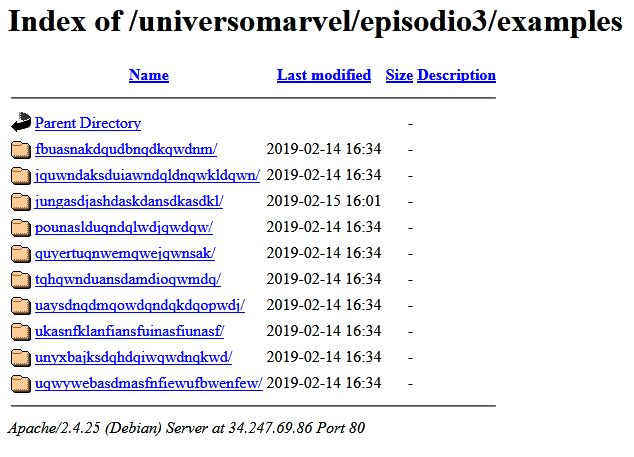 Index of /universomarvel/episodio3/examples
Name Last modified Size Description
Parent Directory -
fbuasnakdqudbnqdkqwdnm/ 2019-02-14 16:34 -
jquwndaksduiawndqldnqwkldqwn/ 2019-02-14 16:34 -
jungasdjashdaskdansdkasdkl/ 2019-02-15 16:01 -
pounaslduqndqlwdjqwdqw/ 2019-02-14 16:34 -
quyertuqnwemqwejqwnsak/ 2019-02-14 16:34 -
tqhqwnduansdamdioqwmdq/ 2019-02-14 16:34 -
uaysdnqdmqowdqndqkdqopwdj/ 2019-02-14 16:34 -
ukasnfklanfiansfuinasfiunasf/ 2019-02-14 16:34 -
unyxbajksdqhdqiwqwdnqkwd/ 2019-02-14 16:34 -
uqwywebasdmasfnfiewufbwenfew/ 2019-02-14 16:34 -
Apache/2.4.25 (Debian) Server at 34.247.69.86 Port 80